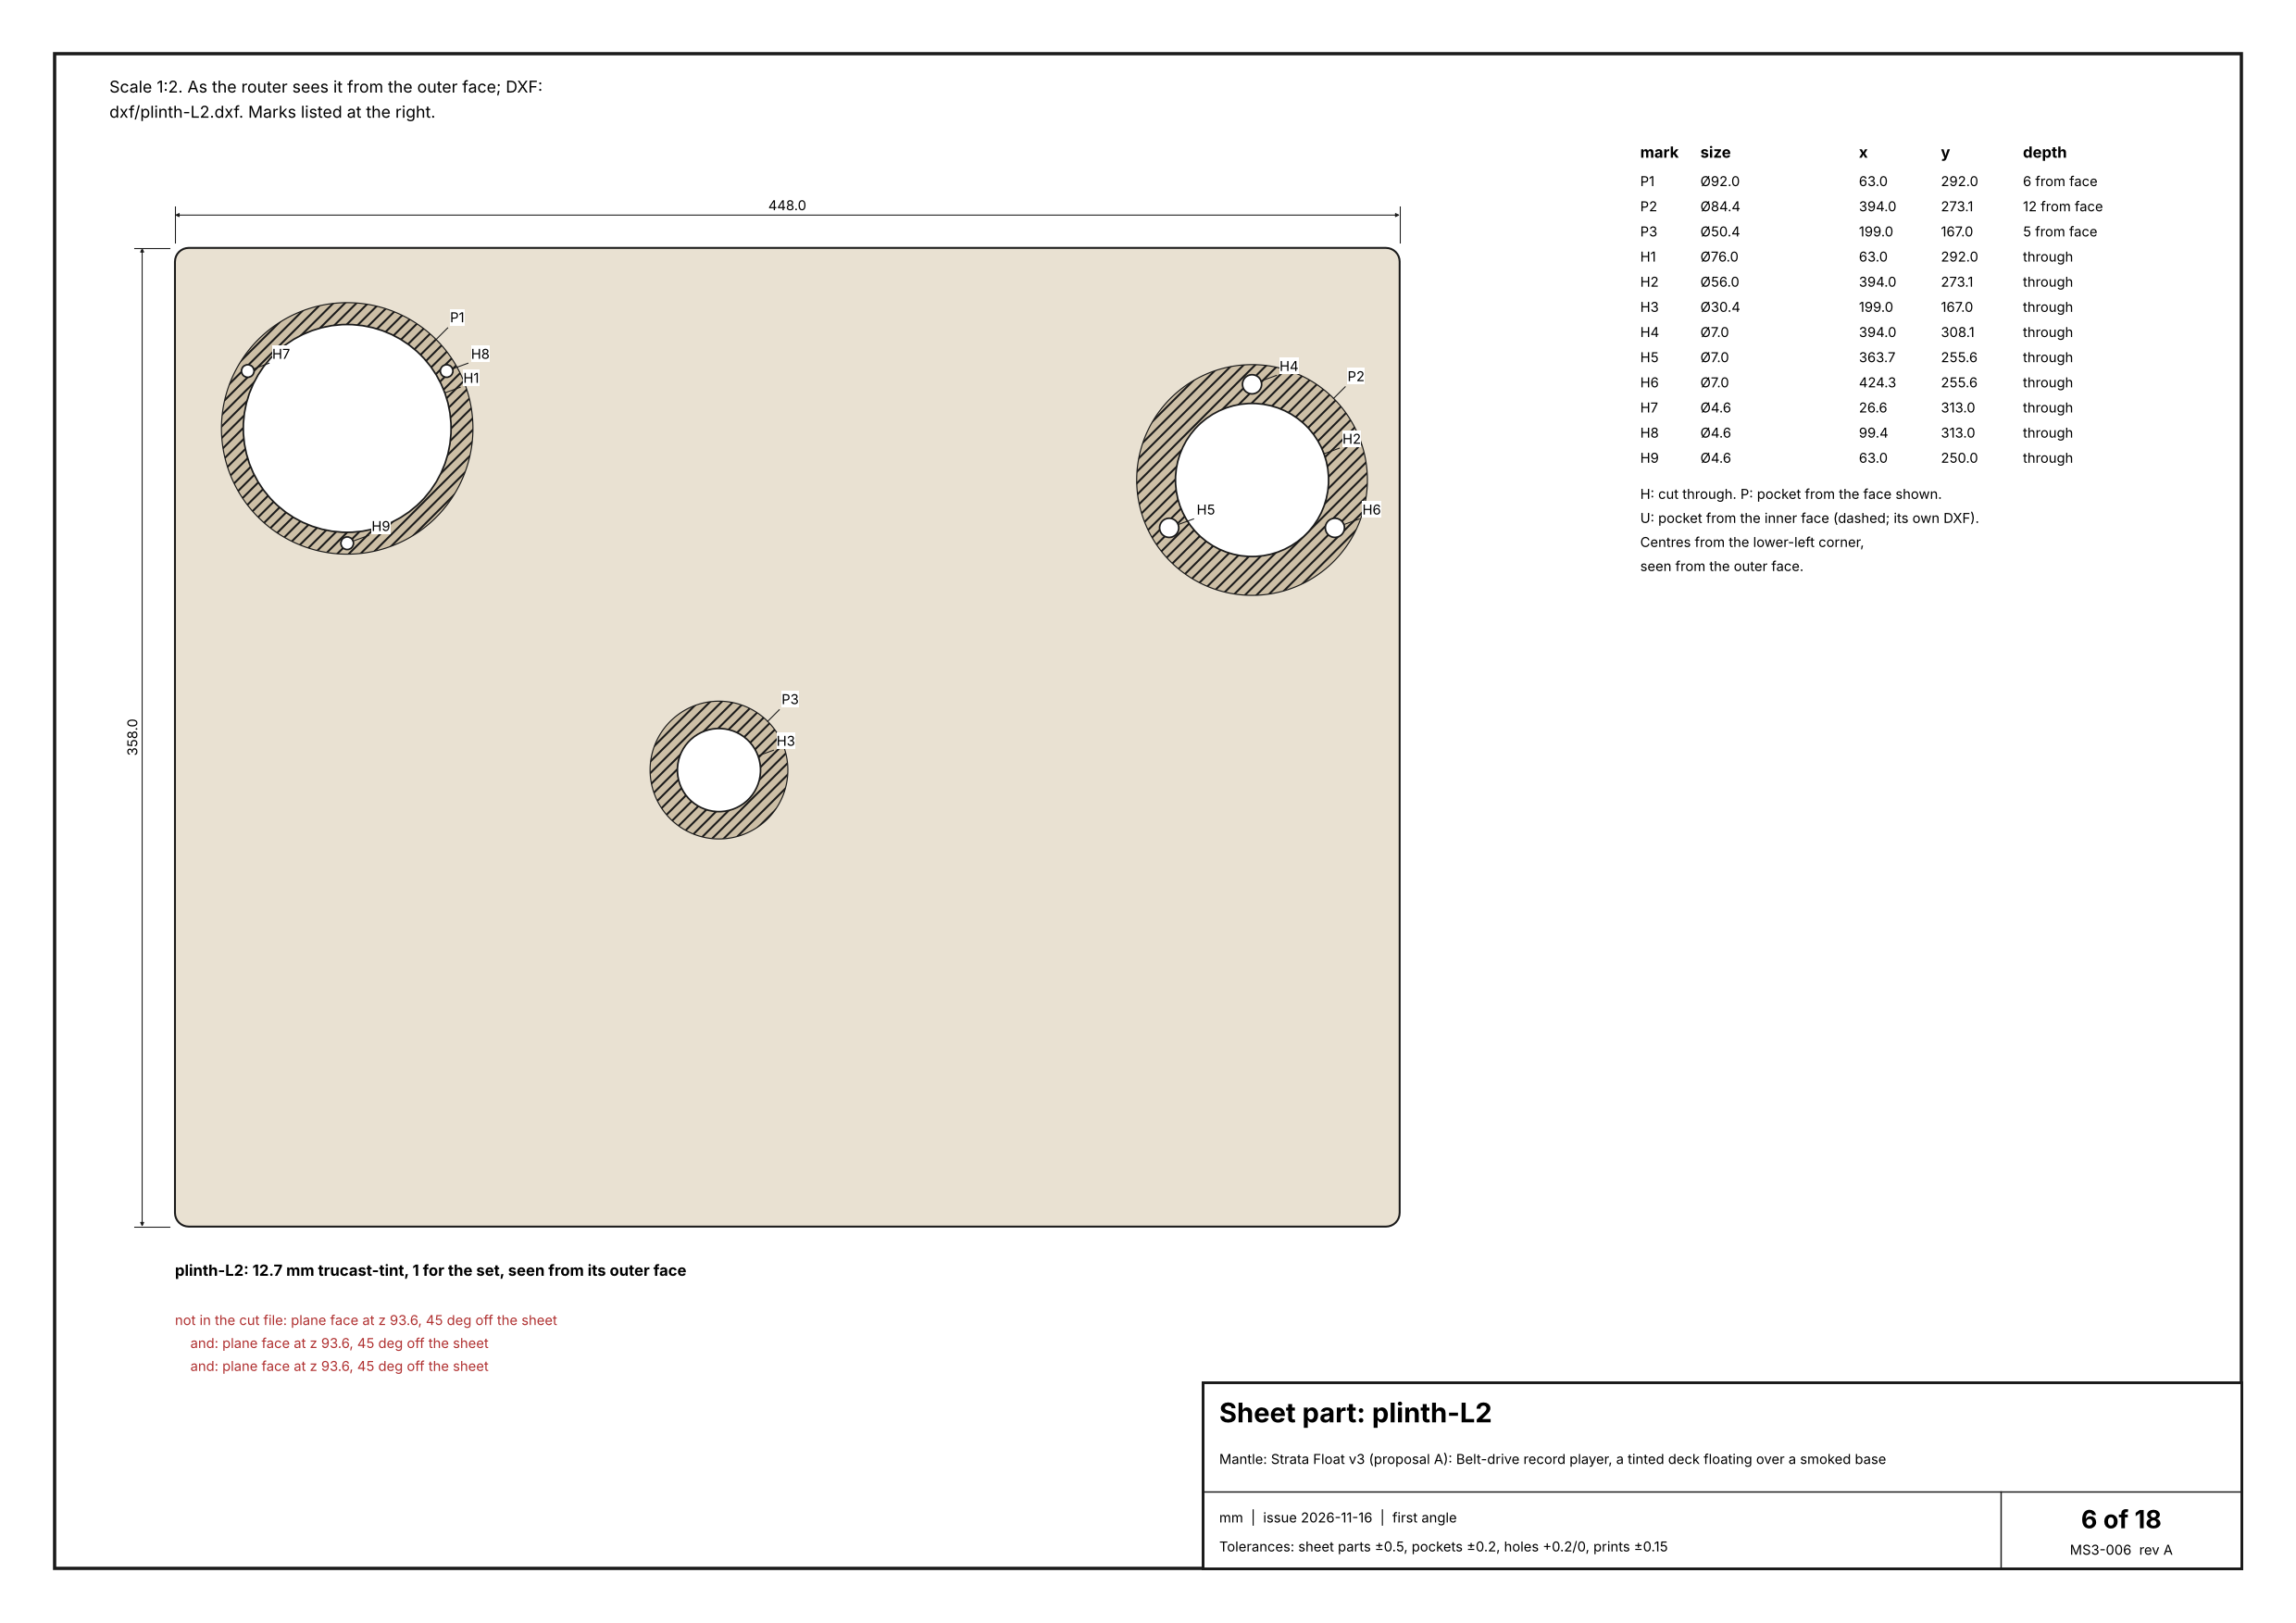 Scale 1:2. As the router sees it from the outer face; DXF:
dxf/plinth-L2.dxf. Marks listed at the right.
mark size x y depth
P1 Ø92.0 63.0 292.0 6 from face
P2 Ø84.4 394.0 273.1 12 from face
P3 Ø50.4 199.0 167.0 5 from face
H1 Ø76.0 63.0 292.0 through
H2 Ø56.0 394.0 273.1 through
H3 Ø30.4 199.0 167.0 through
H4 Ø7.0 394.0 308.1 through
H5 Ø7.0 363.7 255.6 through
H6 Ø7.0 424.3 255.6 through
H7 Ø4.6 26.6 313.0 through
H8 Ø4.6 99.4 313.0 through
H9 Ø4.6 63.0 250.0 through
H: cut through. P: pocket from the face shown.
U: pocket from the inner face (dashed; its own DXF).
Centres from the lower-left corner,
seen from the outer face.
448.0
358.0
P1
H7
H8
H1
H9
H4
P2
H2
H5
H6
P3
H3
plinth-L2: 12.7 mm trucast-tint, 1 for the set, seen from its outer face
not in the cut file: plane face at z 93.6, 45 deg off the sheet
and: plane face at z 93.6, 45 deg off the sheet
and: plane face at z 93.6, 45 deg off the sheet
Sheet part: plinth-L2
Mantle: Strata Float v3 (proposal A): Belt-drive record player, a tinted deck floating over a smoked base
mm | issue 2026-11-16 | first angle
Tolerances: sheet parts ±0.5, pockets ±0.2, holes +0.2/0, prints ±0.15
6 of 18
MS3-006 rev A